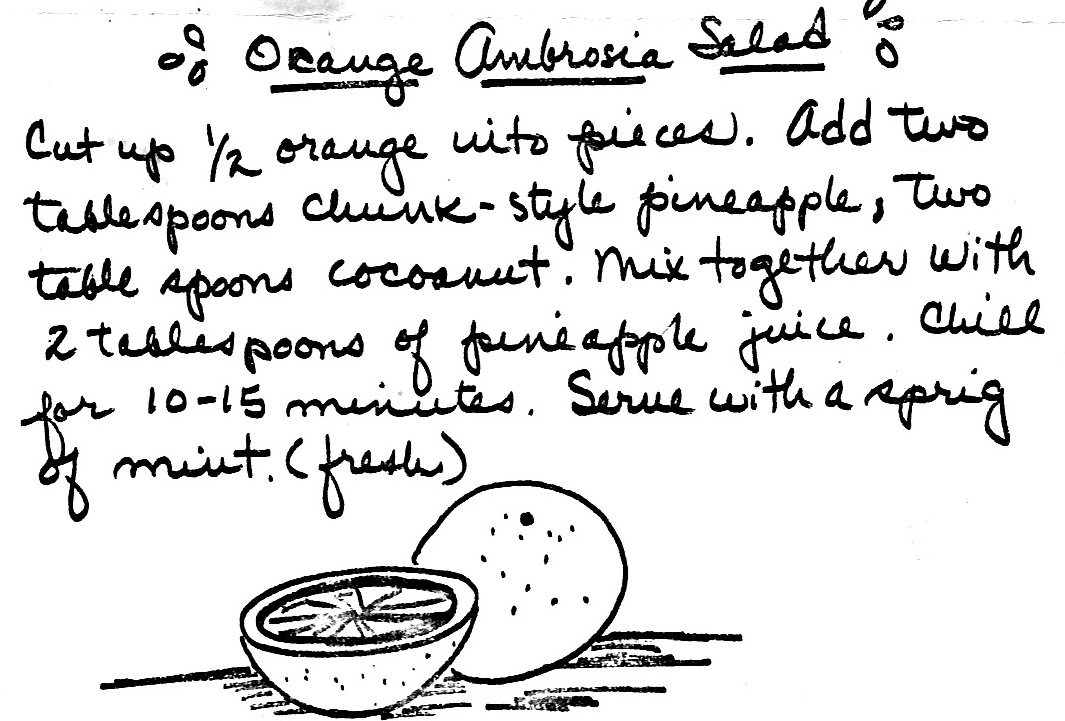 Orange Ambrosia Salad
Cut up 1/2 orange into pieces. Add two
tablespoons chunk-style pineapple, two
table spoons cocoanut. Mix together with
2 tablespoons of pineapple juice. Chill
for 10-15 minutes. Serve with a sprig
of mint. (fresh)